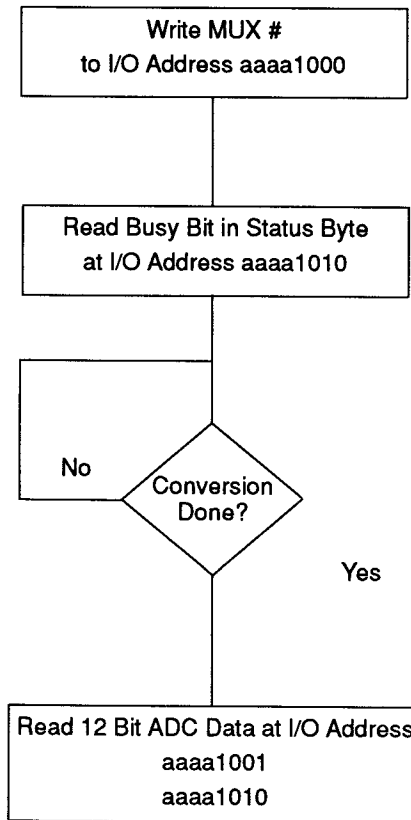 Write MUX #
to I/O Address aaaa1000
Read Busy Bit in Status Byte
at I/O Address aaaa1010
No
Conversion
Done?
Yes
Read 12 Bit ADC Data at I/O Address
aaaa1001
aaaa1010